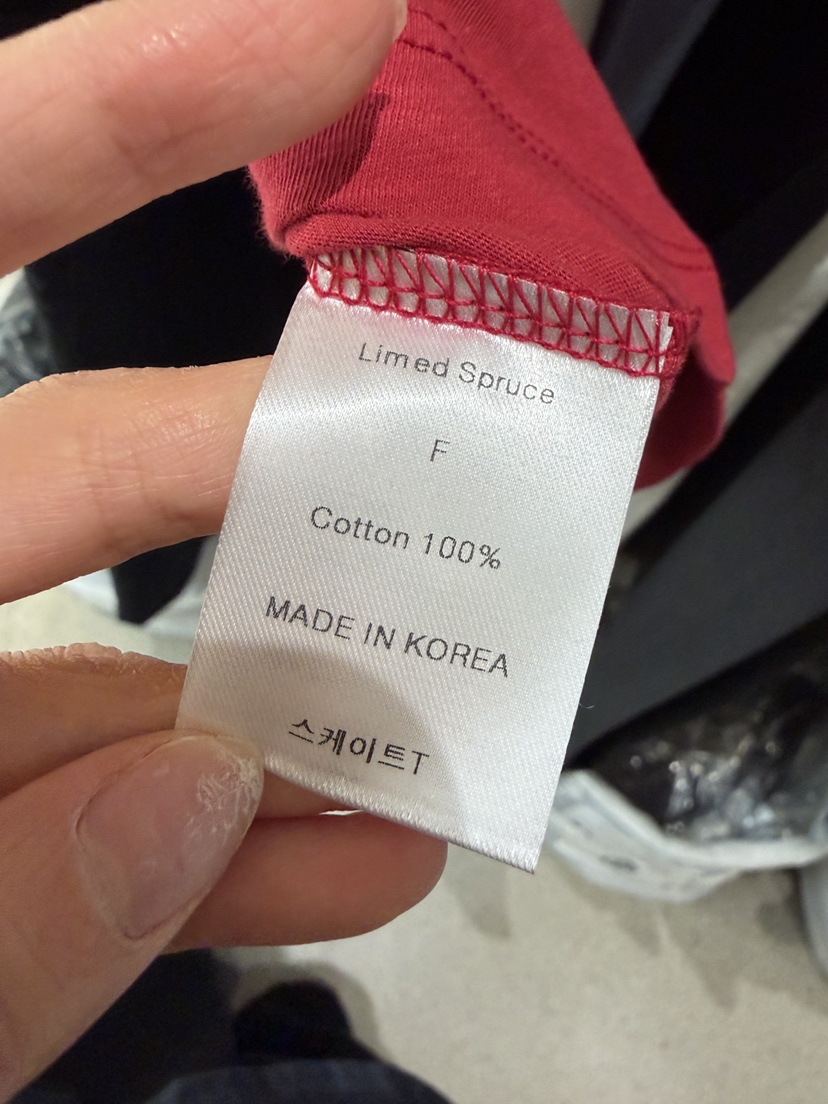 Limed Spruce
F
Cotton 100%
MADE IN KOREA
스케이트T